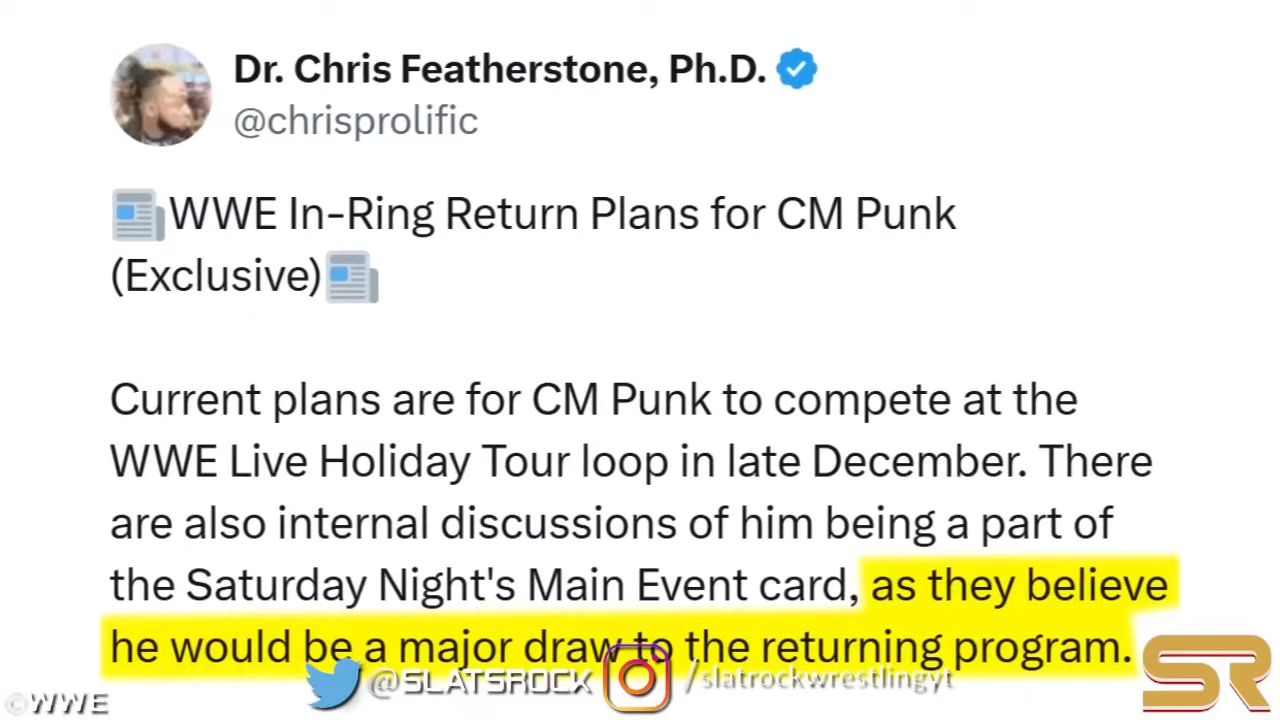 Dr. Chris Featherstone, Ph.D.
@chrisprolific
WWE In-Ring Return Plans for CM Punk
(Exclusive)
Current plans are for CM Punk to compete at the
WWE Live Holiday Tour loop in late December. There
are also internal discussions of him being a part of
the Saturday Night's Main Event card, as they believe
he would be a major draw to the returning program.
@SLATSROCK /slatrockwrestlingyt
SR
©WWE